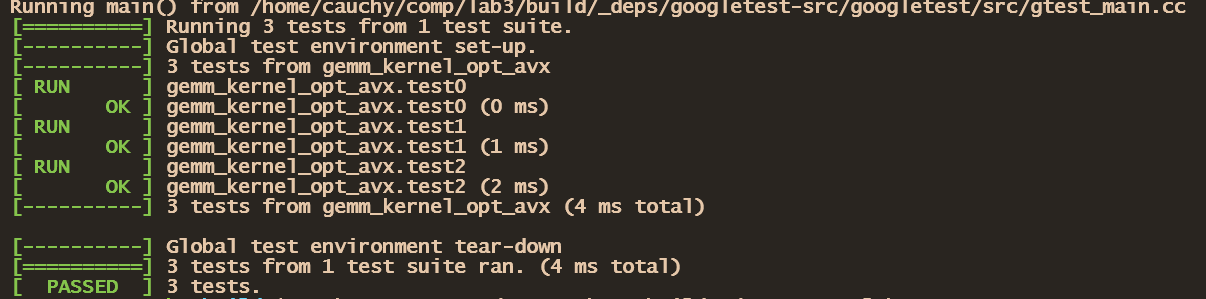 Running main() from /home/cauchy/comp/lab3/build/_deps/googletest-src/googletest/src/gtest_main.cc
[==========] Running 3 tests from 1 test suite.
[----------] Global test environment set-up.
[----------] 3 tests from gemm_kernel_opt_avx
[ RUN      ] gemm_kernel_opt_avx.test0
[       OK ] gemm_kernel_opt_avx.test0 (0 ms)
[ RUN      ] gemm_kernel_opt_avx.test1
[       OK ] gemm_kernel_opt_avx.test1 (1 ms)
[ RUN      ] gemm_kernel_opt_avx.test2
[       OK ] gemm_kernel_opt_avx.test2 (2 ms)
[----------] 3 tests from gemm_kernel_opt_avx (4 ms total)
[----------] Global test environment tear-down
[==========] 3 tests from 1 test suite ran. (4 ms total)
[  PASSED  ] 3 tests.